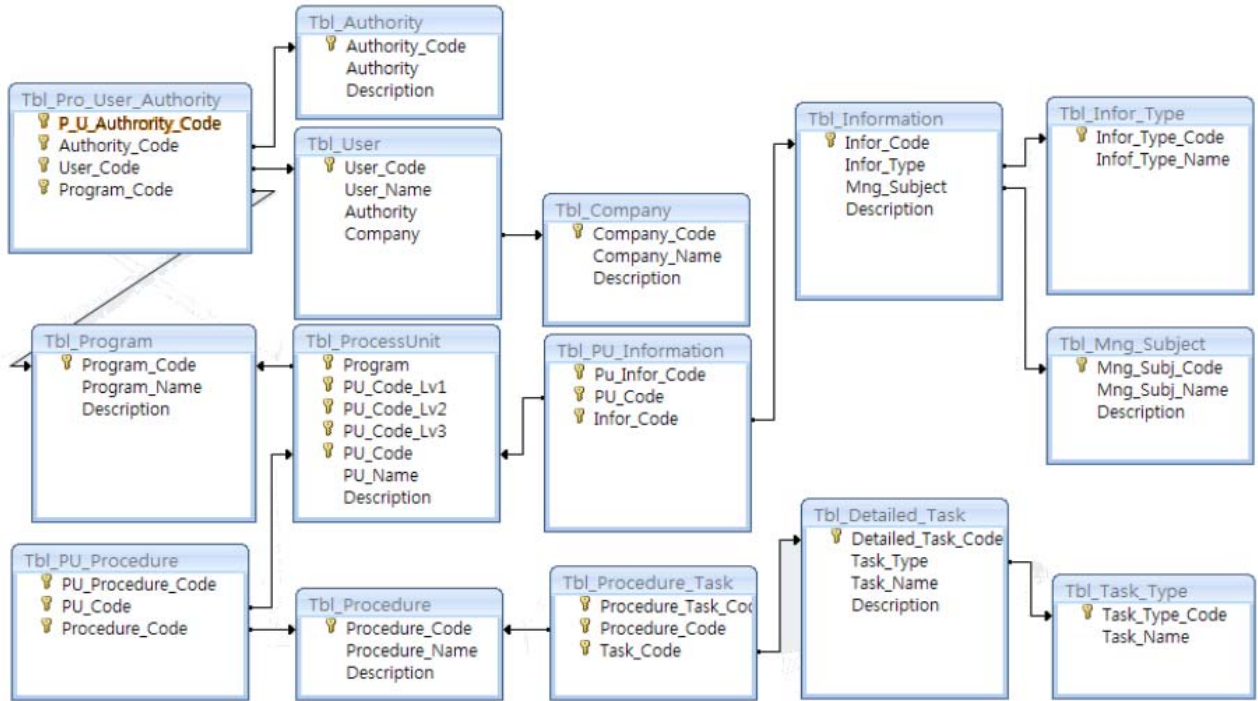 Tbl_Authority
Authority_Code
Authority
Description
Tbl_Pro_User_Authority
P_U_Authrority_Code
Authority_Code
User_Code
Program_Code
Tbl_User
User_Code
User_Name
Authority
Company
Tbl_Company
Company_Code
Company_Name
Description
Tbl_Information
Infor_Code
Infor_Type
Mng_Subject
Description
Tbl_Infor_Type
Infor_Type_Code
Infof_Type_Name
Tbl_Program
Program_Code
Program_Name
Description
Tbl_ProcessUnit
Program
PU_Code_Lv1
PU_Code_Lv2
PU_Code_Lv3
PU_Code
PU_Name
Description
Tbl_PU_Information
Pu_Infor_Code
PU_Code
Infor_Code
Tbl_Mng_Subject
Mng_Subj_Code
Mng_Subj_Name
Description
Tbl_PU_Procedure
PU_Procedure_Code
PU_Code
Procedure_Code
Tbl_Procedure
Procedure_Code
Procedure_Name
Description
Tbl_Procedure_Task
Procedure_Task_Cod
Procedure_Code
Task_Code
Tbl_Detailed_Task
Detailed_Task_Code
Task_Type
Task_Name
Description
Tbl_Task_Type
Task_Type_Code
Task_Name